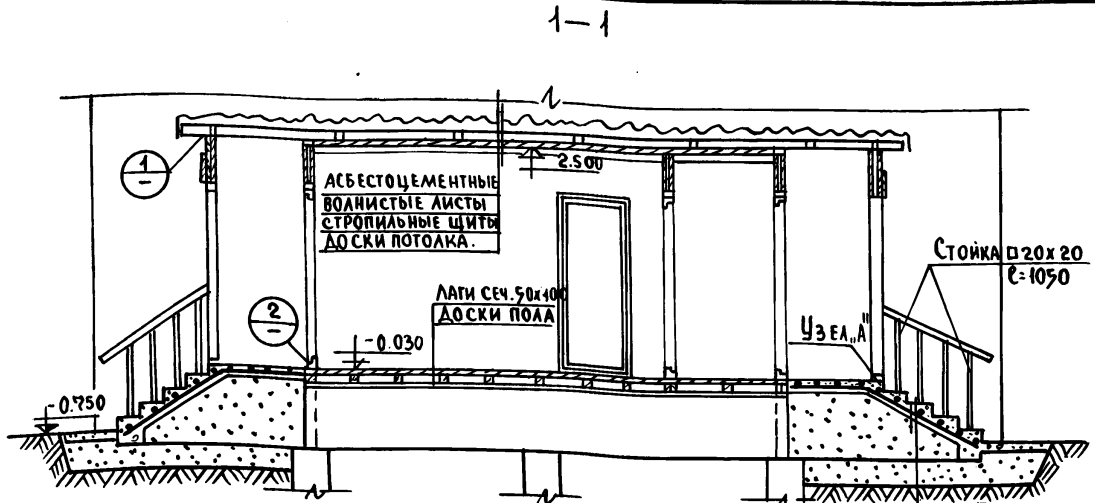 1—1
1
-
2.500
АСБЕСТОЦЕМЕНТНЫЕ
ВОЛНИСТЫЕ ЛИСТЫ
СТРОПИЛЬНЫЕ ЩИТЫ
ДОСКИ ПОТОЛКА.
СТОЙКА □20х20
ℓ=1050
ЛАГИ СЕЧ.50х100
ДОСКИ ПОЛА
2
-
-0.030
УЗЕЛ„А"
-0.750